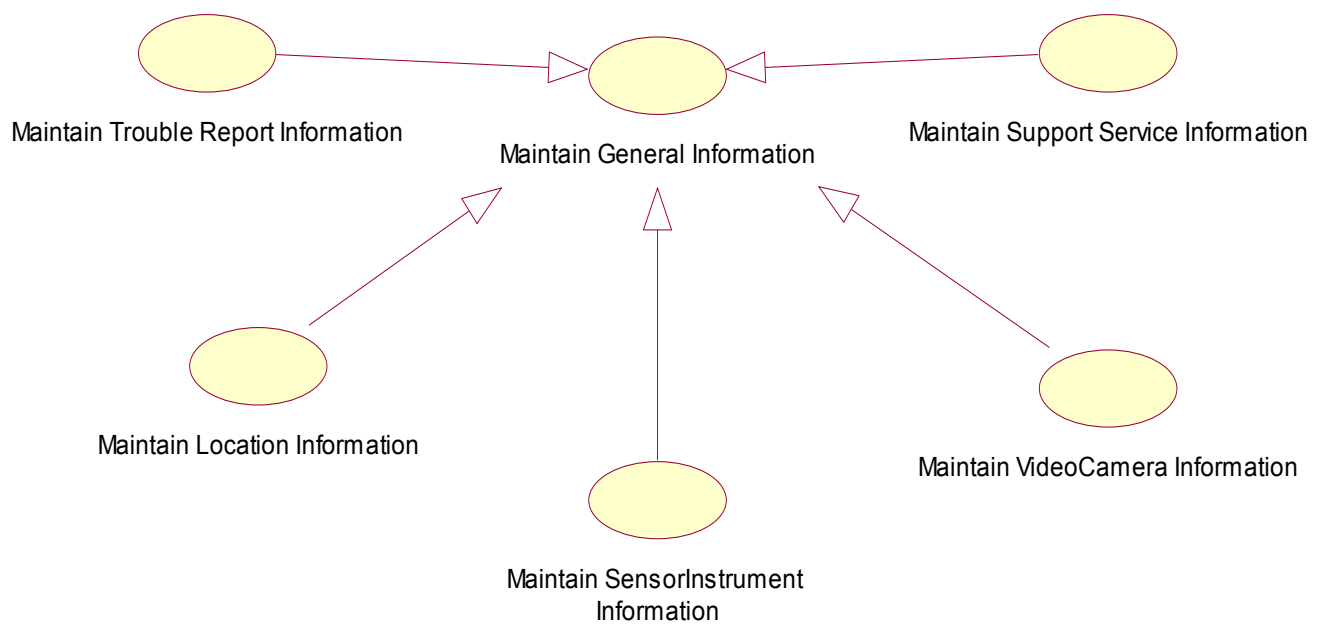 Maintain Trouble Report Information
Maintain General Information
Maintain Support Service Information
Maintain Location Information
Maintain VideoCamera Information
Maintain SensorInstrument
Information